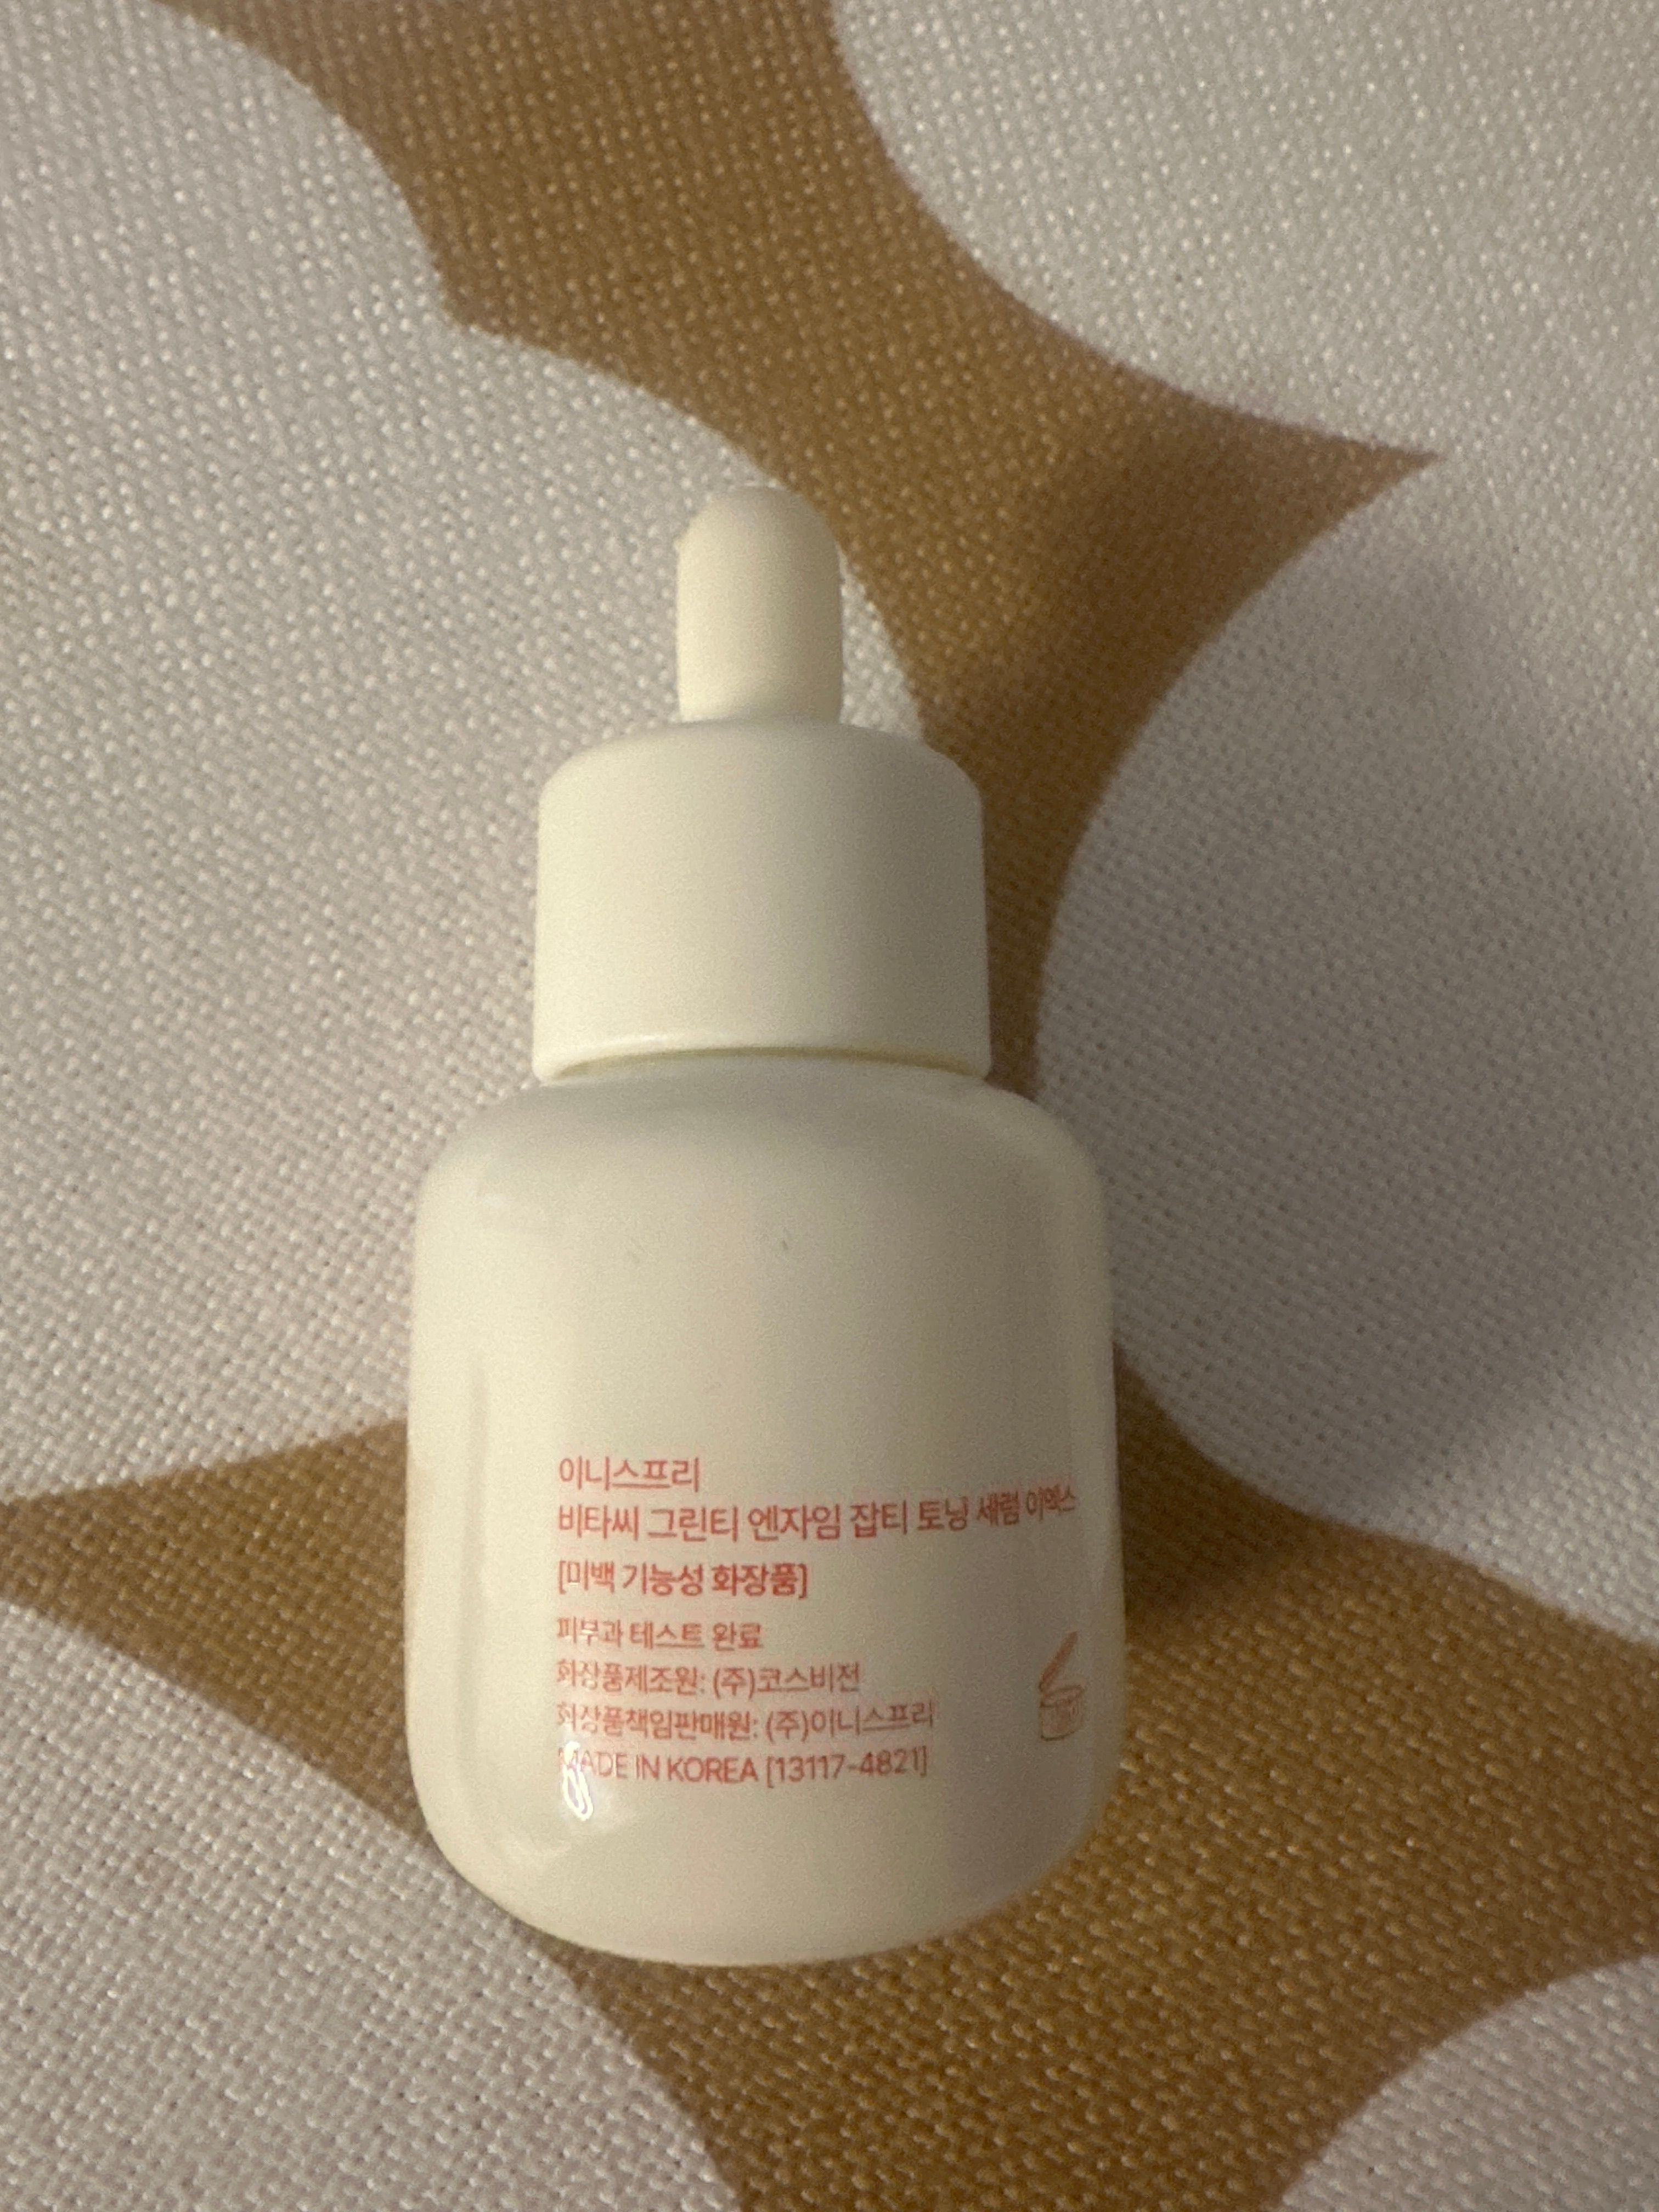 이니스프리
비타씨 그린티 엔자임 잡티 토닝 세럼 이엑스
[미백 기능성 화장품]
피부과 테스트 완료
화장품제조원: (주)코스비전
화장품책임판매원: (주)이니스프리
MADE IN KOREA [13117-4821]